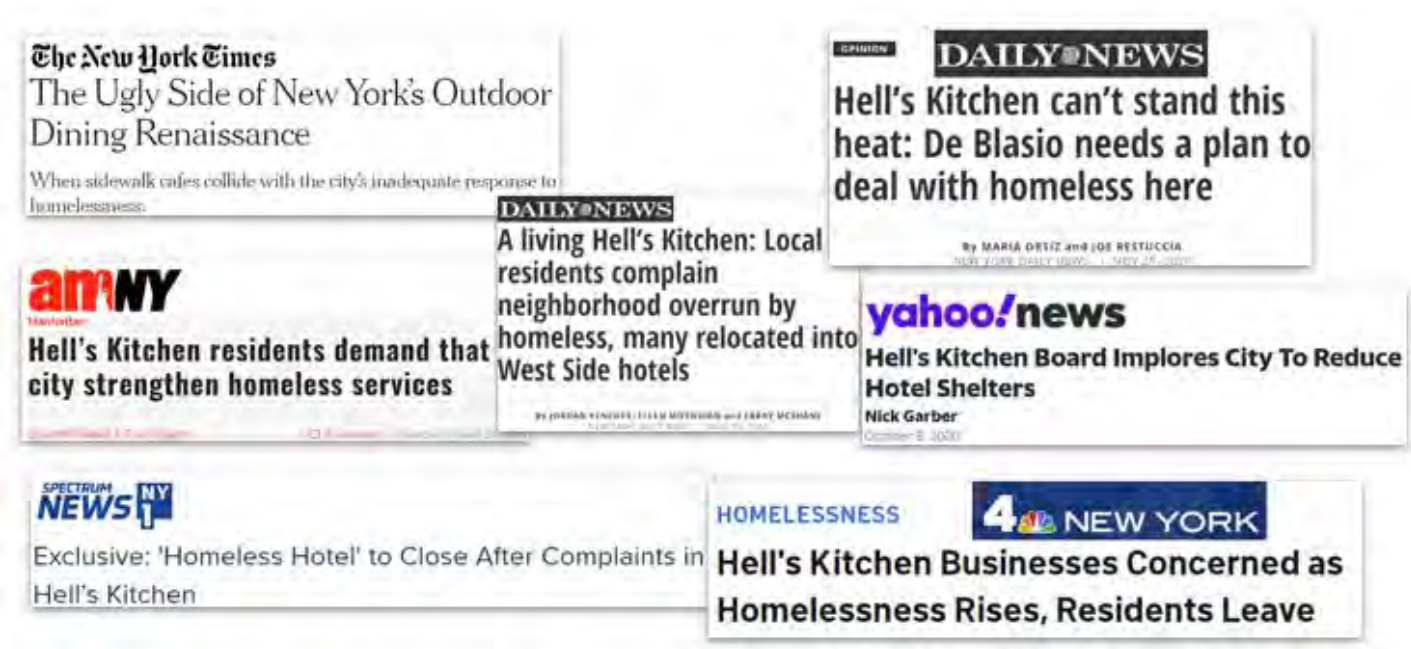 The New York Times
The Ugly Side of New York's Outdoor
Dining Renaissance
When sidewalk cafes collide with the city's inadequate response to
homelessness.
OPINION
DAILY NEWS
Hell's Kitchen can't stand this
heat: De Blasio needs a plan to
deal with homeless here
By MARIA ORTIZ and JOE RESTUCCIA
NEW YORK DAILY NEWS
DAILY NEWS
A living Hell's Kitchen: Local
residents complain
neighborhood overrun by
homeless, many relocated into
West Side hotels
amNY
Manhattan
Hell's Kitchen residents demand that
city strengthen homeless services
yahoo!news
Hell's Kitchen Board Implores City To Reduce
Hotel Shelters
Nick Garber
October 8, 2020
SPECTRUM
NEWS NY
1
Exclusive: 'Homeless Hotel' to Close After Complaints in
Hell's Kitchen
HOMELESSNESS
4 NEW YORK
Hell's Kitchen Businesses Concerned as
Homelessness Rises, Residents Leave